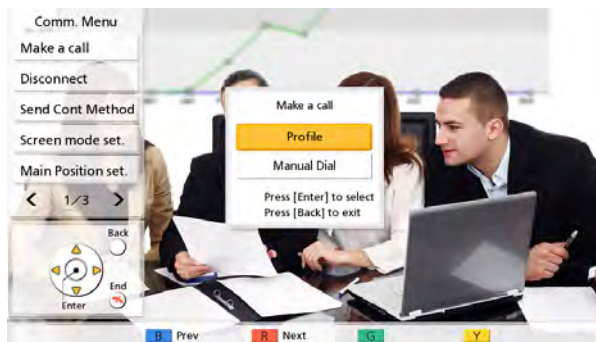 Comm. Menu
Make a call
Disconnect
Send Cont Method
Screen mode set.
Main Position set.
< 1/3 >
Back
End
Enter
Make a call
Profile
Manual Dial
Press [Enter] to select
Press [Back] to exit
B Prev R Next G Y